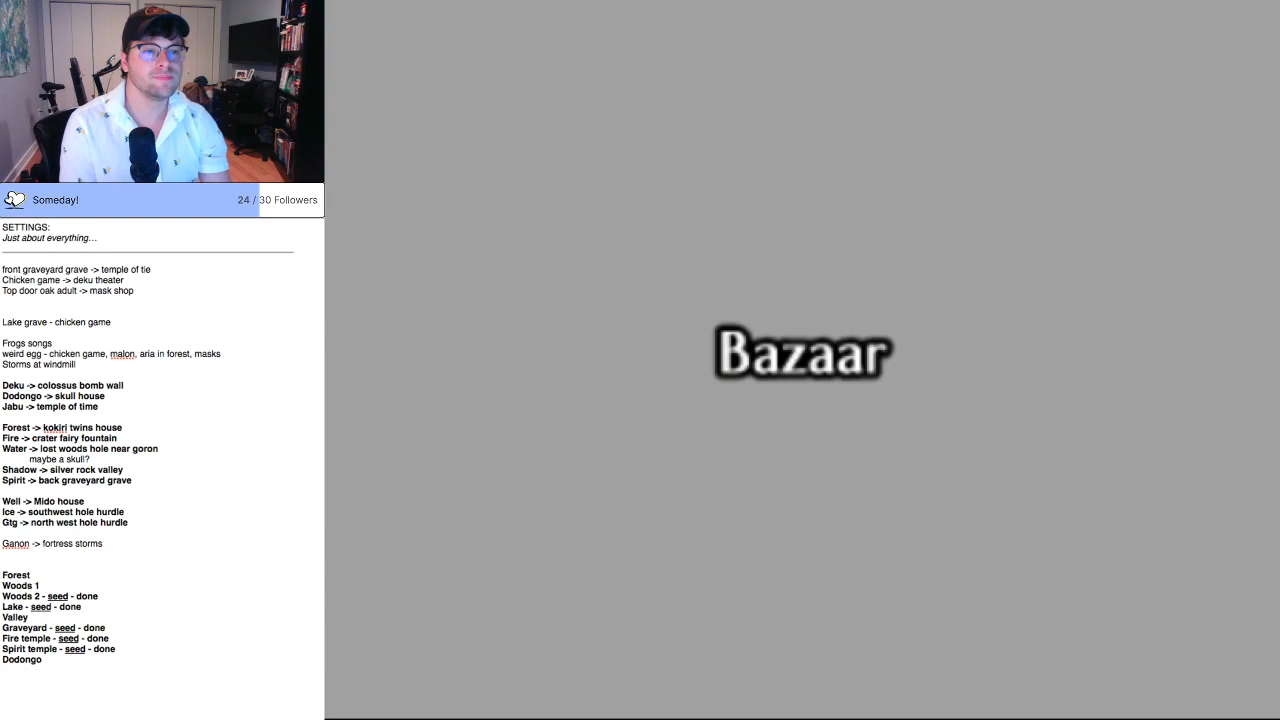 Someday!
24 / 30 Followers
SETTINGS:
Just about everything…
front graveyard grave -> temple of tie
Chicken game -> deku theater
Top door oak adult -> mask shop
Lake grave - chicken game
Frogs songs
weird egg - chicken game, malon, aria in forest, masks
Storms at windmill
Deku -> colossus bomb wall
Dodongo -> skull house
Jabu -> temple of time
Forest -> kokiri twins house
Fire -> crater fairy fountain
Water -> lost woods hole near goron
maybe a skull?
Shadow -> silver rock valley
Spirit -> back graveyard grave
Well -> Mido house
Ice -> southwest hole hurdle
Gtg -> north west hole hurdle
Ganon -> fortress storms
Forest
Woods 1
Woods 2 - seed - done
Lake - seed - done
Valley
Graveyard - seed - done
Fire temple - seed - done
Spirit temple - seed - done
Dodongo
Bazaar